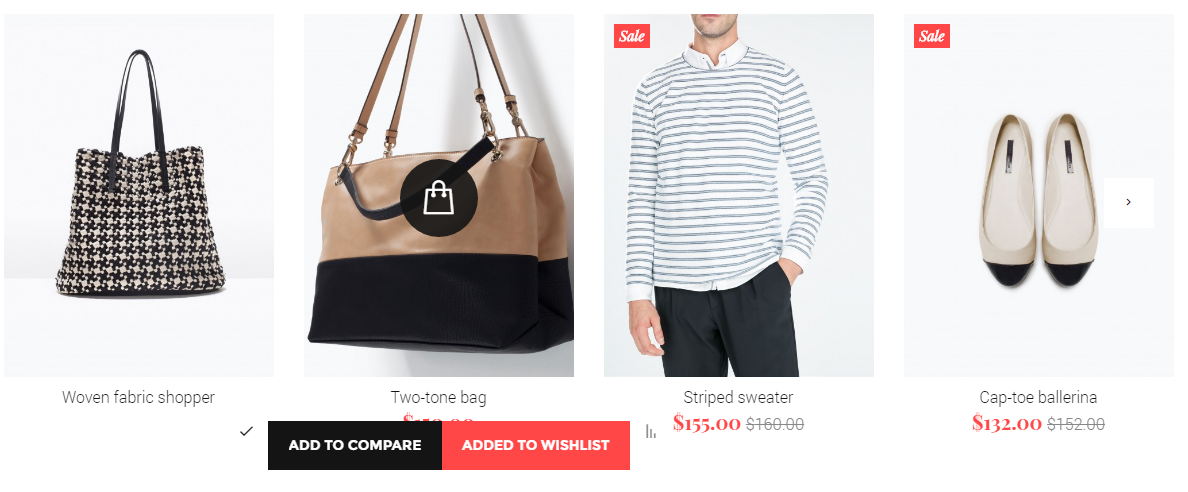 Sale
Sale
Woven fabric shopper
Two-tone bag
Striped sweater
Cap-toe ballerina
$155.00 $160.00
$132.00 $152.00
ADD TO COMPARE
ADDED TO WISHLIST